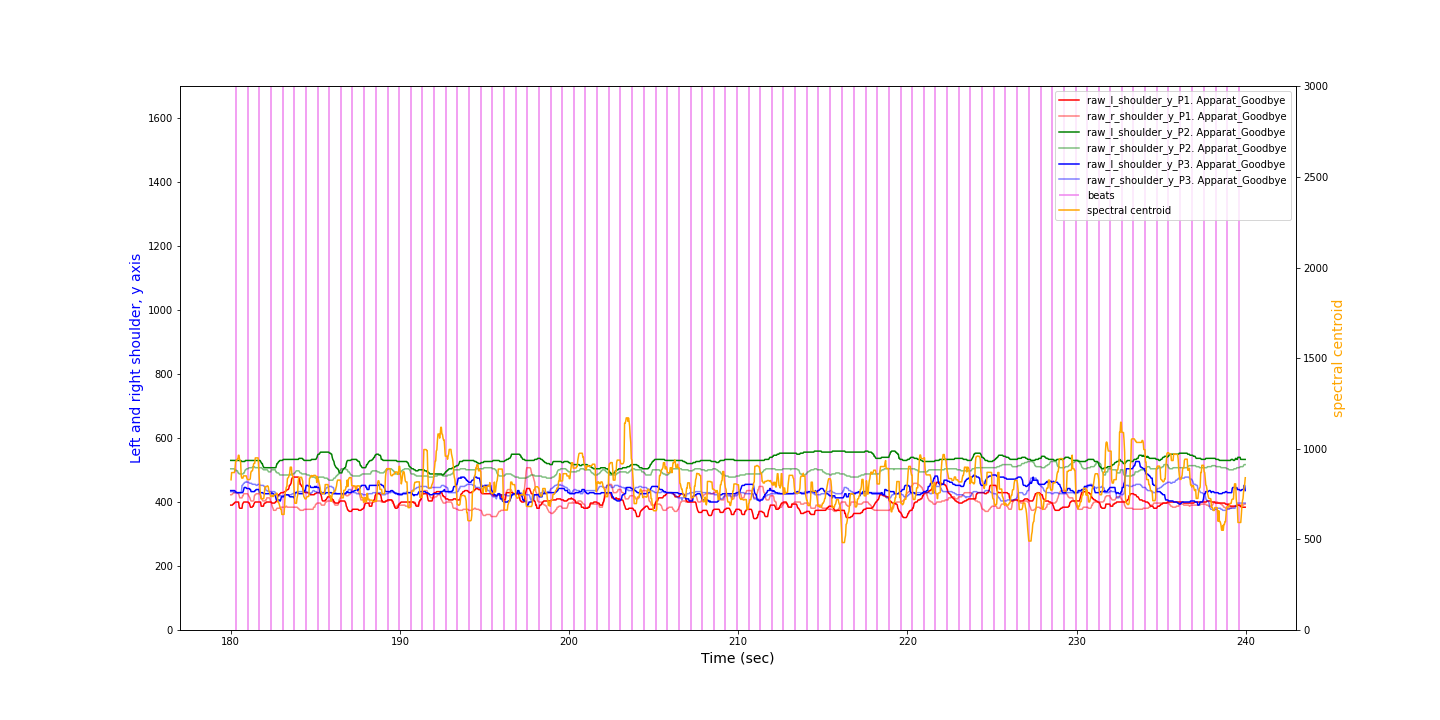 1600
1400
1200
1000
800
600
400
200
0
Left and right shoulder, y axis
raw_l_shoulder_y_P1. Apparat_Goodbye
raw_r_shoulder_y_P1. Apparat_Goodbye
raw_l_shoulder_y_P2. Apparat_Goodbye
raw_r_shoulder_y_P2. Apparat_Goodbye
raw_l_shoulder_y_P3. Apparat_Goodbye
raw_r_shoulder_y_P3. Apparat_Goodbye
beats
spectral centroid
3000
2500
2000
1500
1000
500
0
spectral centroid
180 190 200 210 220 230 240
Time (sec)